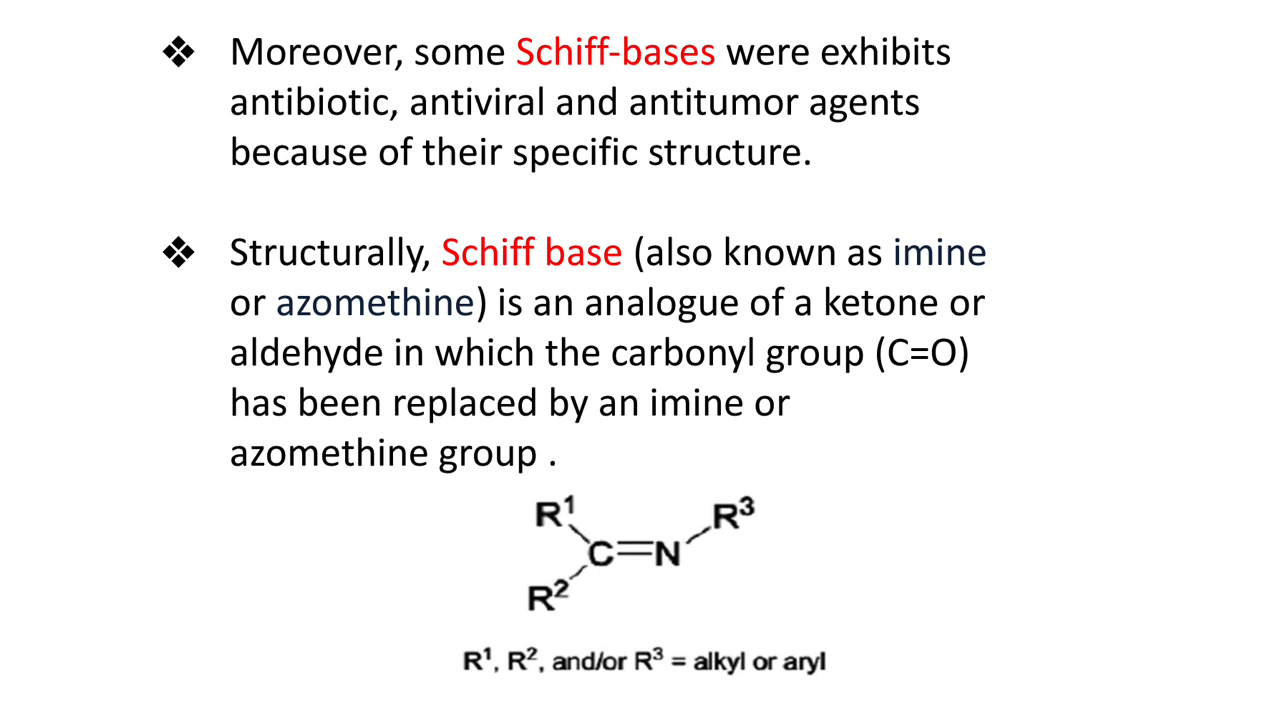 ❖ Moreover, some Schiff-bases were exhibits
antibiotic, antiviral and antitumor agents
because of their specific structure.
❖ Structurally, Schiff base (also known as imine
or azomethine) is an analogue of a ketone or
aldehyde in which the carbonyl group (C=O)
has been replaced by an imine or
azomethine group .
R¹ R³
C=N
R²
R¹, R², and/or R³ = alkyl or aryl